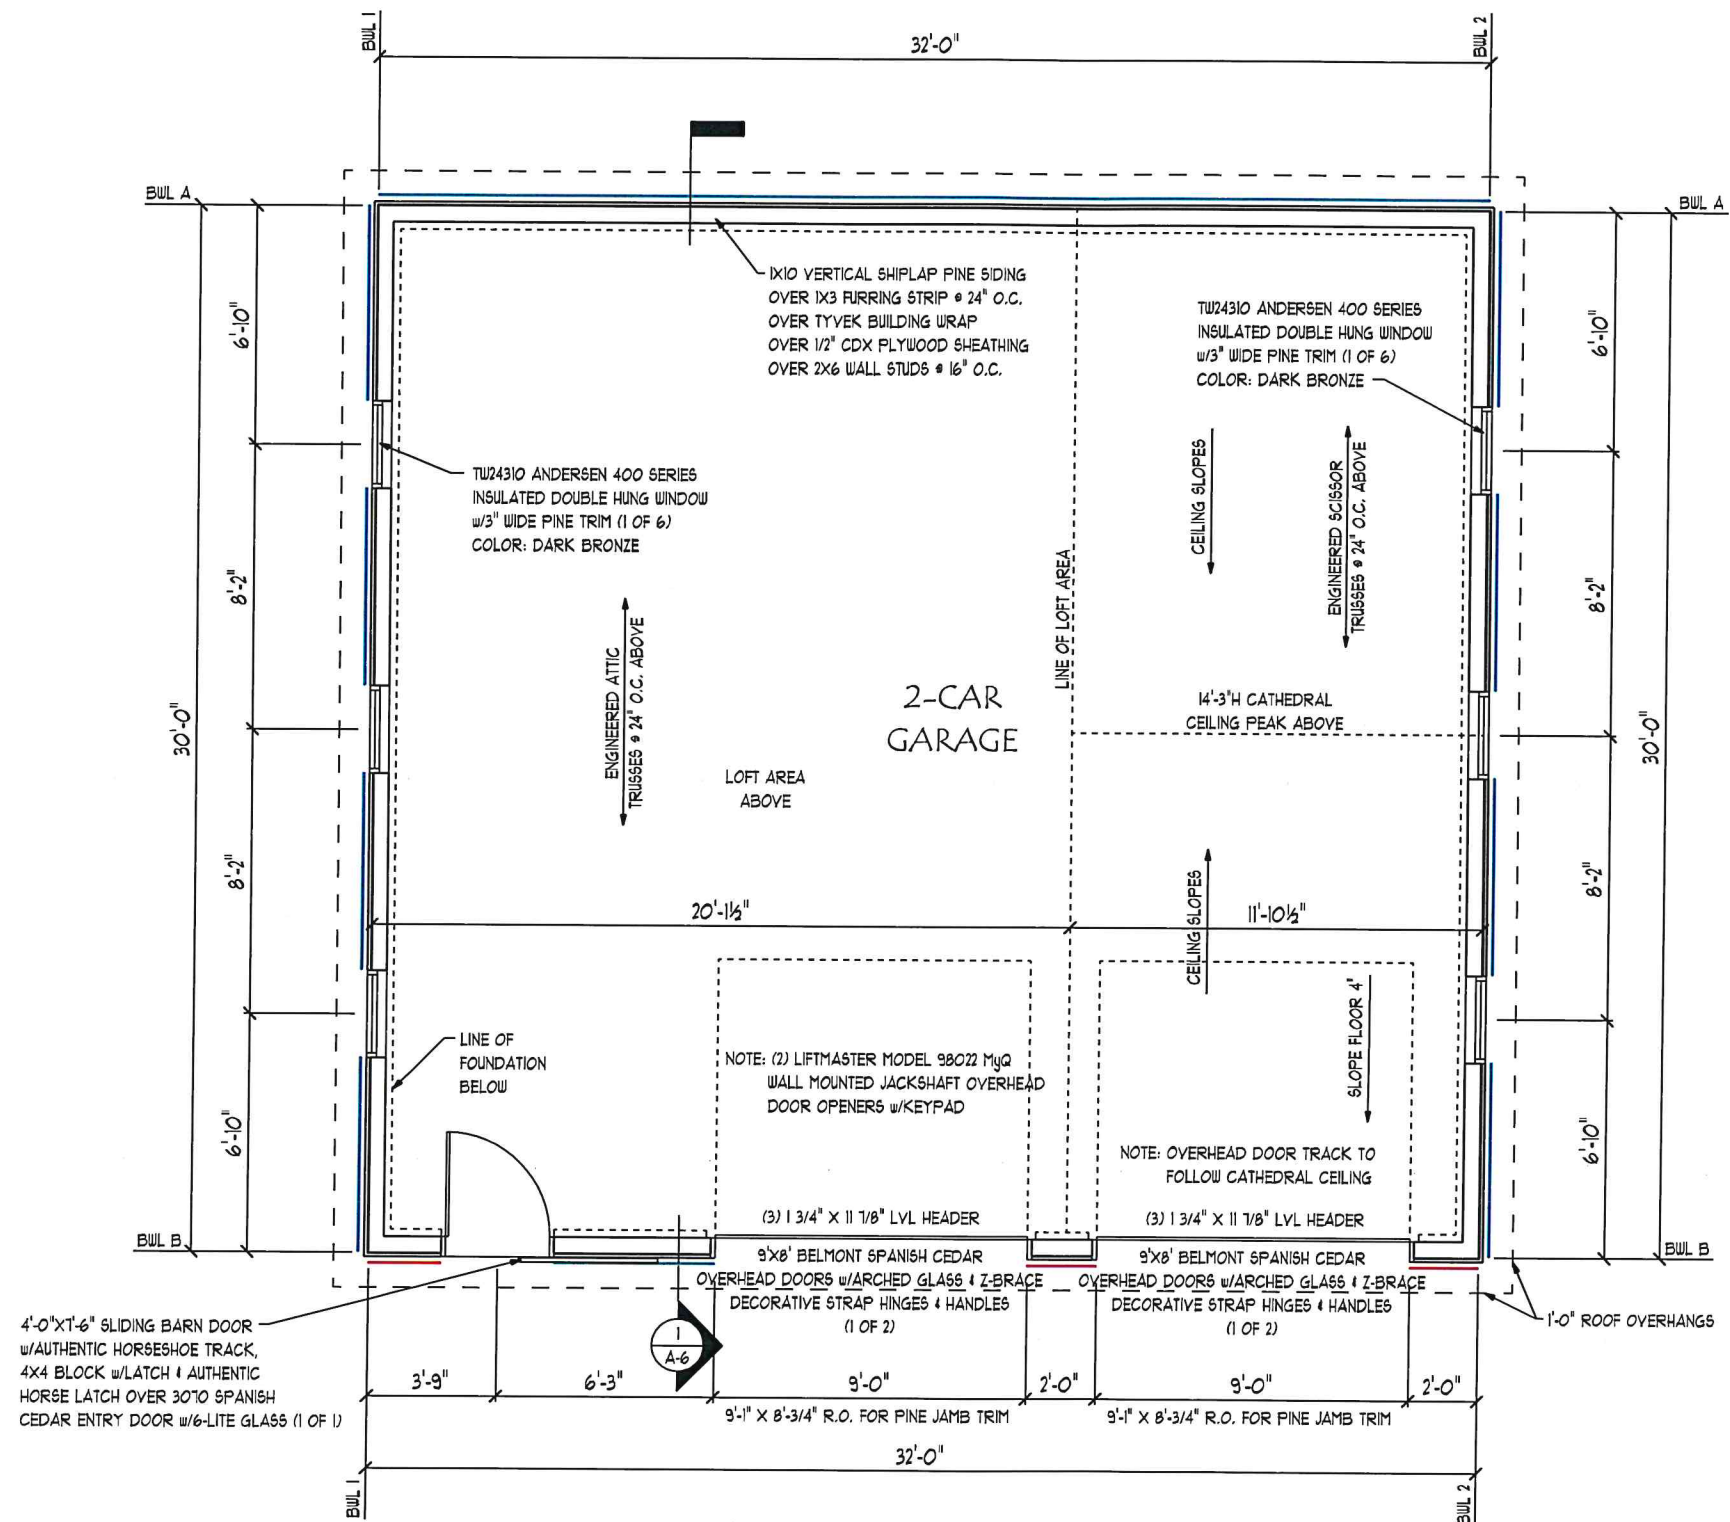 BWL 1
BWL 2
32'-0"
BWL A
BWL A
6'-10"
8'-2"
8'-2"
6'-10"
30'-0"
6'-10"
8'-2"
8'-2"
6'-10"
30'-0"
1X10 VERTICAL SHIPLAP PINE SIDING
OVER 1X3 FURRING STRIP @ 24" O.C.
OVER TYVEK BUILDING WRAP
OVER 1/2" CDX PLYWOOD SHEATHING
OVER 2X6 WALL STUDS @ 16" O.C.
TW24310 ANDERSEN 400 SERIES
INSULATED DOUBLE HUNG WINDOW
w/3" WIDE PINE TRIM (1 OF 6)
COLOR: DARK BRONZE
TW24310 ANDERSEN 400 SERIES
INSULATED DOUBLE HUNG WINDOW
w/3" WIDE PINE TRIM (1 OF 6)
COLOR: DARK BRONZE
CEILING SLOPES
ENGINEERED SCISSOR
TRUSSES @ 24" O.C. ABOVE
LINE OF LOFT AREA
ENGINEERED ATTIC
TRUSSES @ 24" O.C. ABOVE
2-CAR
GARAGE
14'-3"H CATHEDRAL
CEILING PEAK ABOVE
LOFT AREA
ABOVE
20'-1½"
11'-10½"
CEILING SLOPES
SLOPE FLOOR 4"
LINE OF
FOUNDATION
BELOW
NOTE: (2) LIFTMASTER MODEL 98022 MyQ
WALL MOUNTED JACKSHAFT OVERHEAD
DOOR OPENERS w/KEYPAD
NOTE: OVERHEAD DOOR TRACK TO
FOLLOW CATHEDRAL CEILING
(3) 1 3/4" X 11 7/8" LVL HEADER
(3) 1 3/4" X 11 7/8" LVL HEADER
BWL B
BWL B
9'X8' BELMONT SPANISH CEDAR
OVERHEAD DOORS w/ARCHED GLASS & Z-BRACE
DECORATIVE STRAP HINGES & HANDLES
(1 OF 2)
9'X8' BELMONT SPANISH CEDAR
OVERHEAD DOORS w/ARCHED GLASS & Z-BRACE
DECORATIVE STRAP HINGES & HANDLES
(1 OF 2)
4'-0"X7'-6" SLIDING BARN DOOR
w/AUTHENTIC HORSESHOE TRACK,
4X4 BLOCK w/LATCH & AUTHENTIC
HORSE LATCH OVER 3070 SPANISH
CEDAR ENTRY DOOR w/6-LITE GLASS (1 OF 1)
1
A-6
1'-0" ROOF OVERHANGS
3'-9"
6'-3"
9'-0"
2'-0"
9'-0"
2'-0"
9'-1" X 8'-3/4" R.O. FOR PINE JAMB TRIM
9'-1" X 8'-3/4" R.O. FOR PINE JAMB TRIM
32'-0"
BWL 1
BWL 2